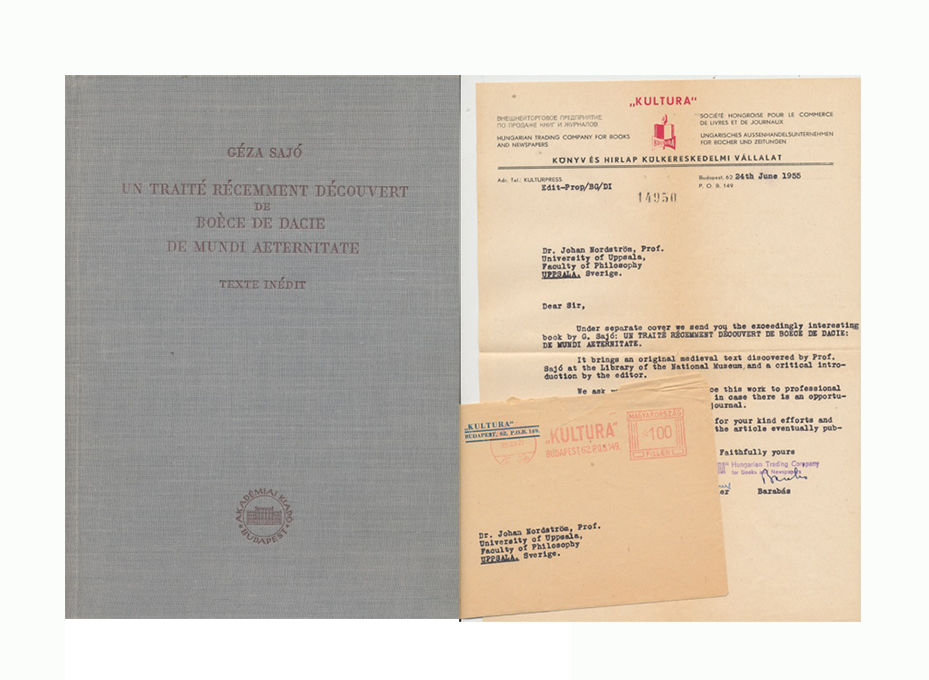 GÉZA SAJÓ
UN TRAITÉ RÉCEMMENT DÉCOUVERT
DE
BOÈCE DE DACIE
DE MUNDI AETERNITATE
TEXTE INÉDIT
AKADÉMIAI KIADÓ
BUDAPEST
„KULTURA"
ВНЕШНЕТОРГОВОЕ ПРЕДПРИЯТИЕ
ПО ПРОДАЖЕ КНИГ И ЖУРНАЛОВ
HUNGARIAN TRADING COMPANY FOR BOOKS
AND NEWSPAPERS
SOCIÉTÉ HONGROISE POUR LE COMMERCE
DE LIVRES ET DE JOURNAUX
UNGARISCHES AUSSENHANDELSUNTERNEHMEN
FÜR BÜCHER UND ZEITUNGEN
KÖNYV ÉS HIRLAP KÜLKERESKEDELMI VÁLLALAT
Adr. Tel.: KULTURPRESS
Edit-Prop/BG/DI
Budapest, 62 24th June 1955
P. O. B. 149
14950
Dr. Johan Nordström, Prof.
University of Uppsala,
Faculty of Philosophy
UPPSALA. Sverige.
Dear Sir,
Under separate cover we send you the exceedingly interesting
book by G. Sajó: UN TRAITÉ RÉCEMMENT DÉCOUVERT DE BOÈCE DE DACIE:
DE MUNDI AETERNITATE.
It brings an original medieval text discovered by Prof.
Sajó at the Library of the National Museum, and a critical intro-
duction by the editor.
We ask
ce this work to professional
in case there is an opportu-
journal.
for your kind efforts and
the article eventually pub-
Faithfully yours
Hungarian Trading Company
for Books and Newspapers
er Barabás
„KULTURA"
BUDAPEST, 62, P.O.B. 149.
„KULTURA"
BUDAPEST 62. P.O.B. 149.
MAGYARORSZÁG
100
FILLÉR
Dr. Johan Nordström, Prof.
University of Uppsala,
Faculty of Philosophy
UPPSALA. Sverige.